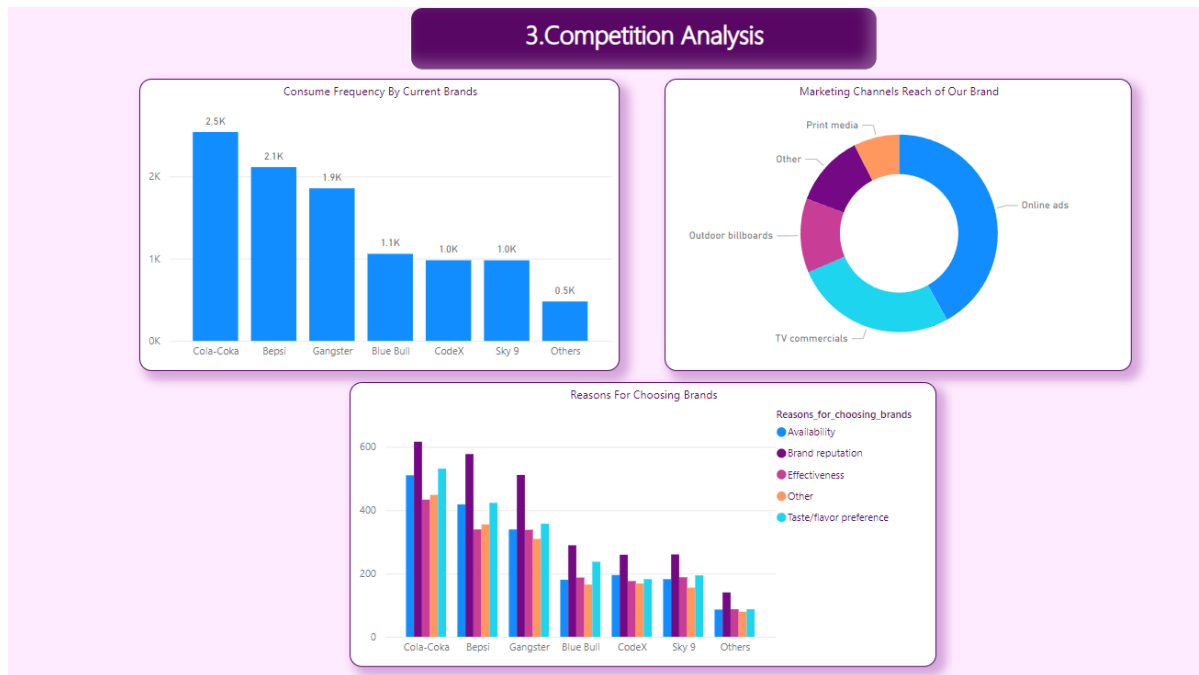 3.Competition Analysis
Consume Frequency By Current Brands
2.5K
2.1K
1.9K
1.1K
1.0K
1.0K
0.5K
2K
1K
0K
Cola-Coka Bepsi Gangster Blue Bull CodeX Sky 9 Others
Marketing Channels Reach of Our Brand
Print media
Other
Online ads
Outdoor billboards
TV commercials
Reasons For Choosing Brands
Reasons_for_choosing_brands
Availability
Brand reputation
Effectiveness
Other
Taste/flavor preference
600
400
200
0
Cola-Coka Bepsi Gangster Blue Bull CodeX Sky 9 Others